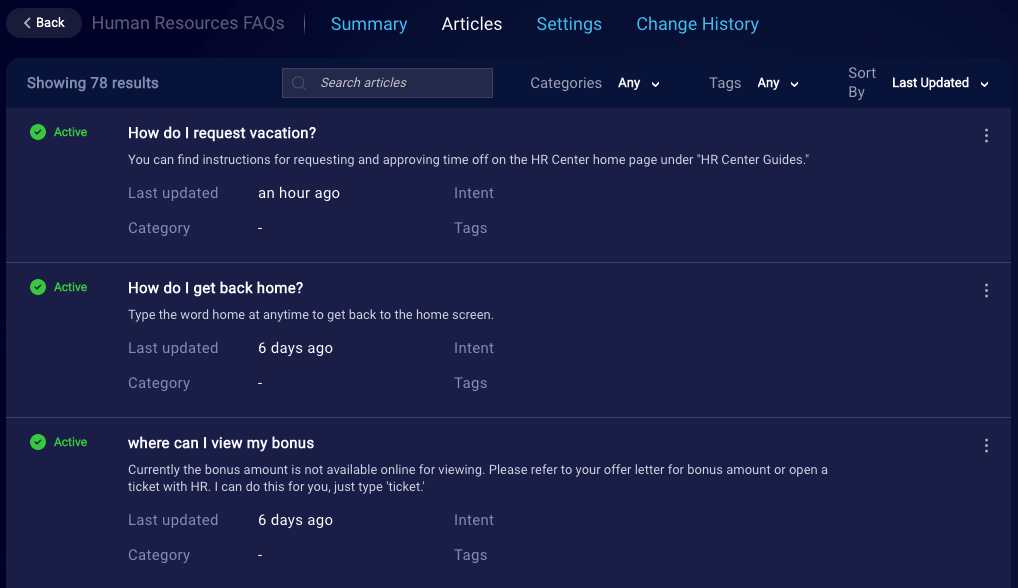 Back Human Resources FAQs Summary Articles Settings Change History
Showing 78 results Search articles Categories Any Tags Any Sort By Last Updated
Active How do I request vacation?
You can find instructions for requesting and approving time off on the HR Center home page under "HR Center Guides."
Last updated an hour ago Intent
Category - Tags
Active How do I get back home?
Type the word home at anytime to get back to the home screen.
Last updated 6 days ago Intent
Category - Tags
Active where can I view my bonus
Currently the bonus amount is not available online for viewing. Please refer to your offer letter for bonus amount or open a
ticket with HR. I can do this for you, just type 'ticket.'
Last updated 6 days ago Intent
Category - Tags